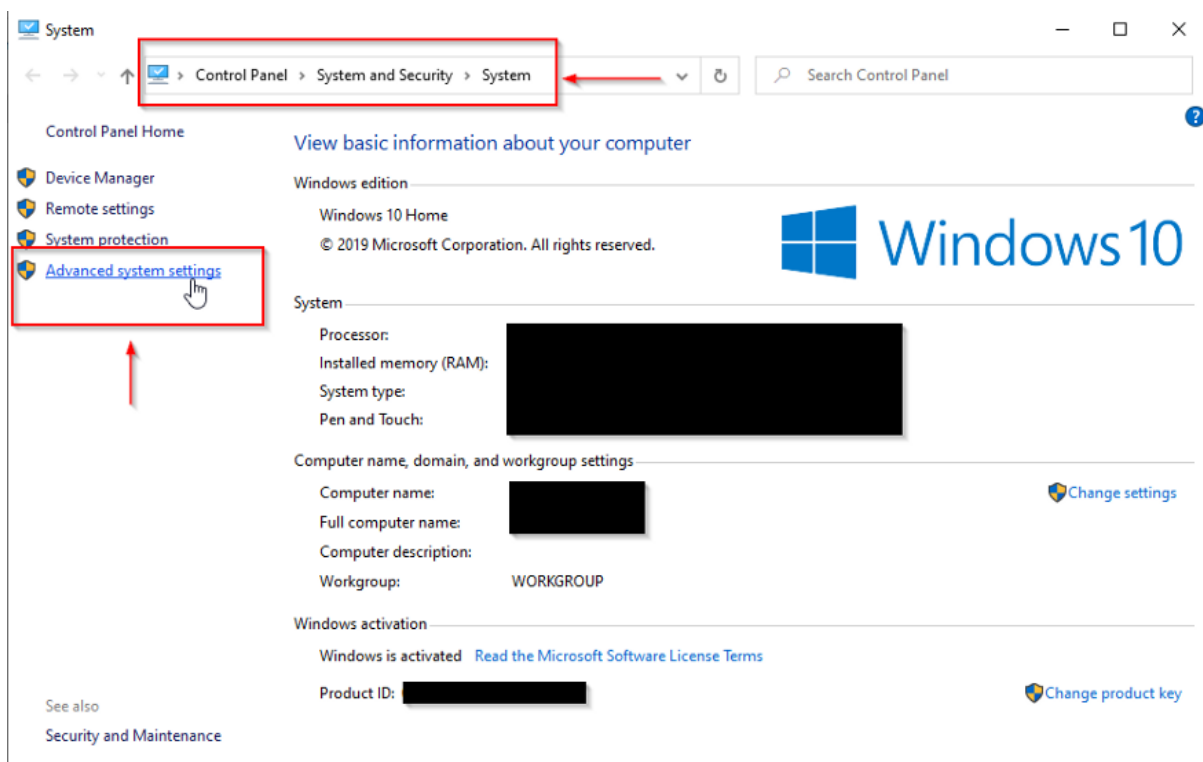 System
Control Panel › System and Security › System
Search Control Panel
?
Control Panel Home
Device Manager
Remote settings
System protection
Advanced system settings
View basic information about your computer
Windows edition
Windows 10 Home
© 2019 Microsoft Corporation. All rights reserved.
Windows 10
System
Processor:
Installed memory (RAM):
System type:
Pen and Touch:
Computer name, domain, and workgroup settings
Computer name:
Change settings
Full computer name:
Computer description:
Workgroup: WORKGROUP
Windows activation
Windows is activated Read the Microsoft Software License Terms
Product ID:
Change product key
See also
Security and Maintenance